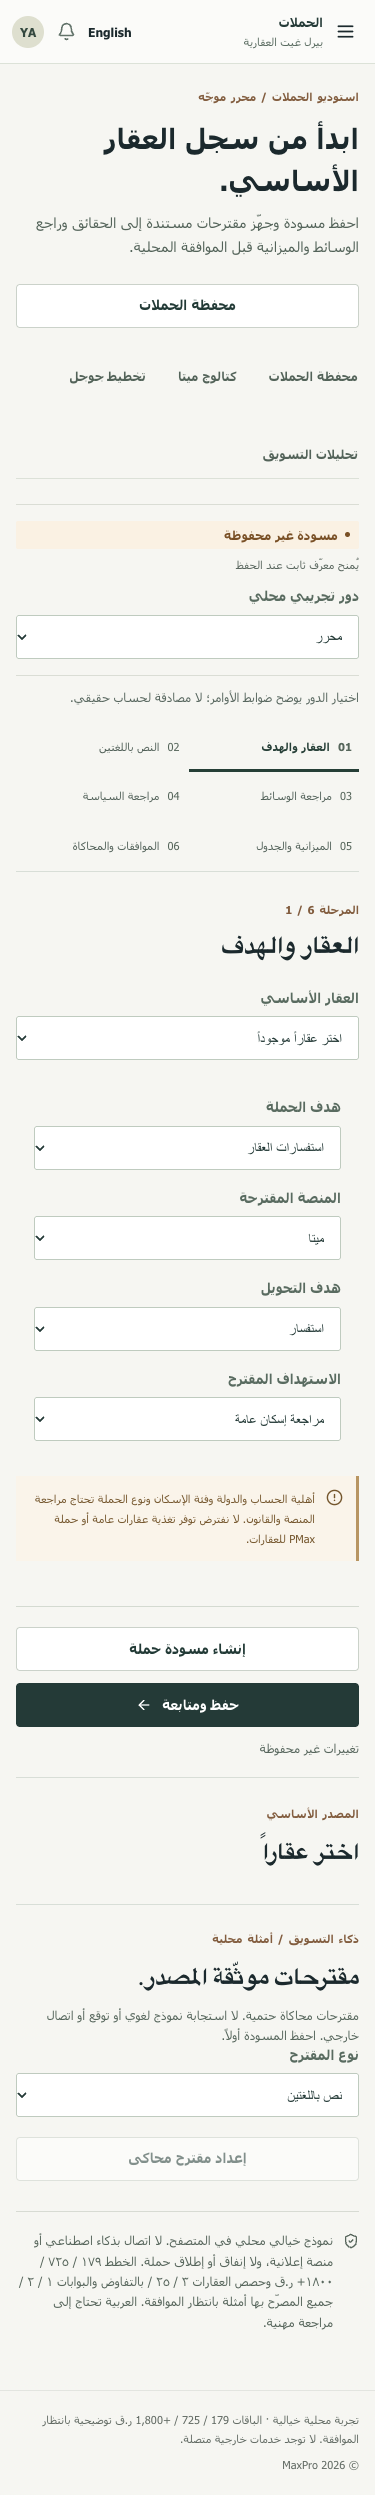 الحملات
بيرل غيت العقارية
English
YA
استوديو الحملات / محرر موجّه
ابدأ من سجل العقار
الأساسي.
احفظ مسودة وجهّز مقترحات مستندة إلى الحقائق وراجع
الوسائط والميزانية قبل الموافقة المحلية.
محفظة الحملات
محفظة الحملات
كتالوج ميتا
تخطيط جوجل
تحليلات التسويق
• مسودة غير محفوظة
يُمنح معرّف ثابت عند الحفظ
دور تجريبي محلي
محرر
اختيار الدور يوضح ضوابط الأوامر؛ لا مصادقة لحساب حقيقي.
01 العقار والهدف
02 النص باللغتين
03 مراجعة الوسائط
04 مراجعة السياسة
05 الميزانية والجدول
06 الموافقات والمحاكاة
المرحلة 6 / 1
العقار والهدف
العقار الأساسي
اختر عقاراً موجوداً
هدف الحملة
استفسارات العقار
المنصة المقترحة
ميتا
هدف التحويل
استفسار
الاستهداف المقترح
مراجعة إسكان عامة
أهلية الحساب والدولة وفئة الإسكان ونوع الحملة تحتاج مراجعة
المنصة والقانون. لا نفترض توفر تغذية عقارات عامة أو حملة
PMax للعقارات.
إنشاء مسودة حملة
حفظ ومتابعة
تغييرات غير محفوظة
المصدر الأساسي
اختر عقاراً
ذكاء التسويق / أمثلة محلية
مقترحات موثّقة المصدر.
مقترحات محاكاة حتمية. لا استجابة نموذج لغوي أو توقع أو اتصال
خارجي. احفظ المسودة أولاً.
نوع المقترح
نص باللغتين
إعداد مقترح محاكى
نموذج خيالي محلي في المتصفح. لا اتصال بذكاء اصطناعي أو
منصة إعلانية، ولا إنفاق أو إطلاق حملة. الخطط ١٧٩ / ٧٢٥ /
١٨٠٠+ ر.ق وحصص العقارات ٣ / ٢٥ / بالتفاوض والبوابات ١ / ٢ /
جميع المصرّح بها أمثلة بانتظار الموافقة. العربية تحتاج إلى
مراجعة مهنية.
تجربة محلية خيالية · الباقات 179 / 725 / +1,800 ر.ق توضيحية بانتظار
الموافقة. لا توجد خدمات خارجية متصلة.
© 2026 MaxPro